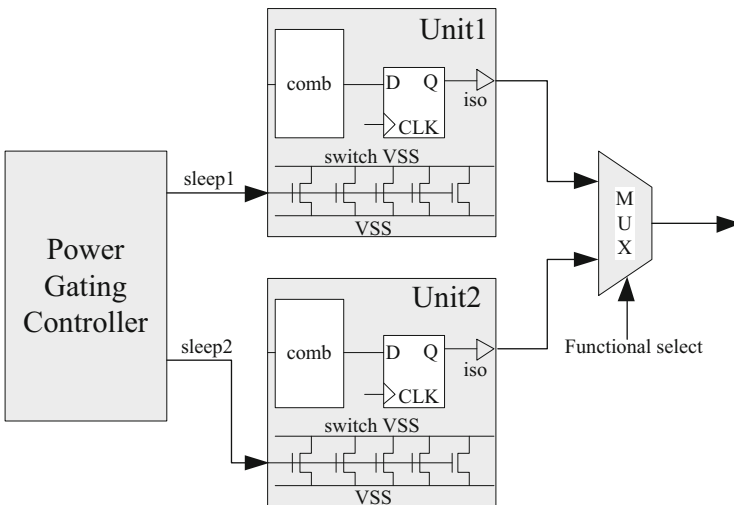 Unit1
comb
D Q
CLK
iso
switch VSS
VSS
sleep1
Power
Gating
Controller
sleep2
Unit2
comb
D Q
CLK
iso
switch VSS
VSS
M
U
X
Functional select